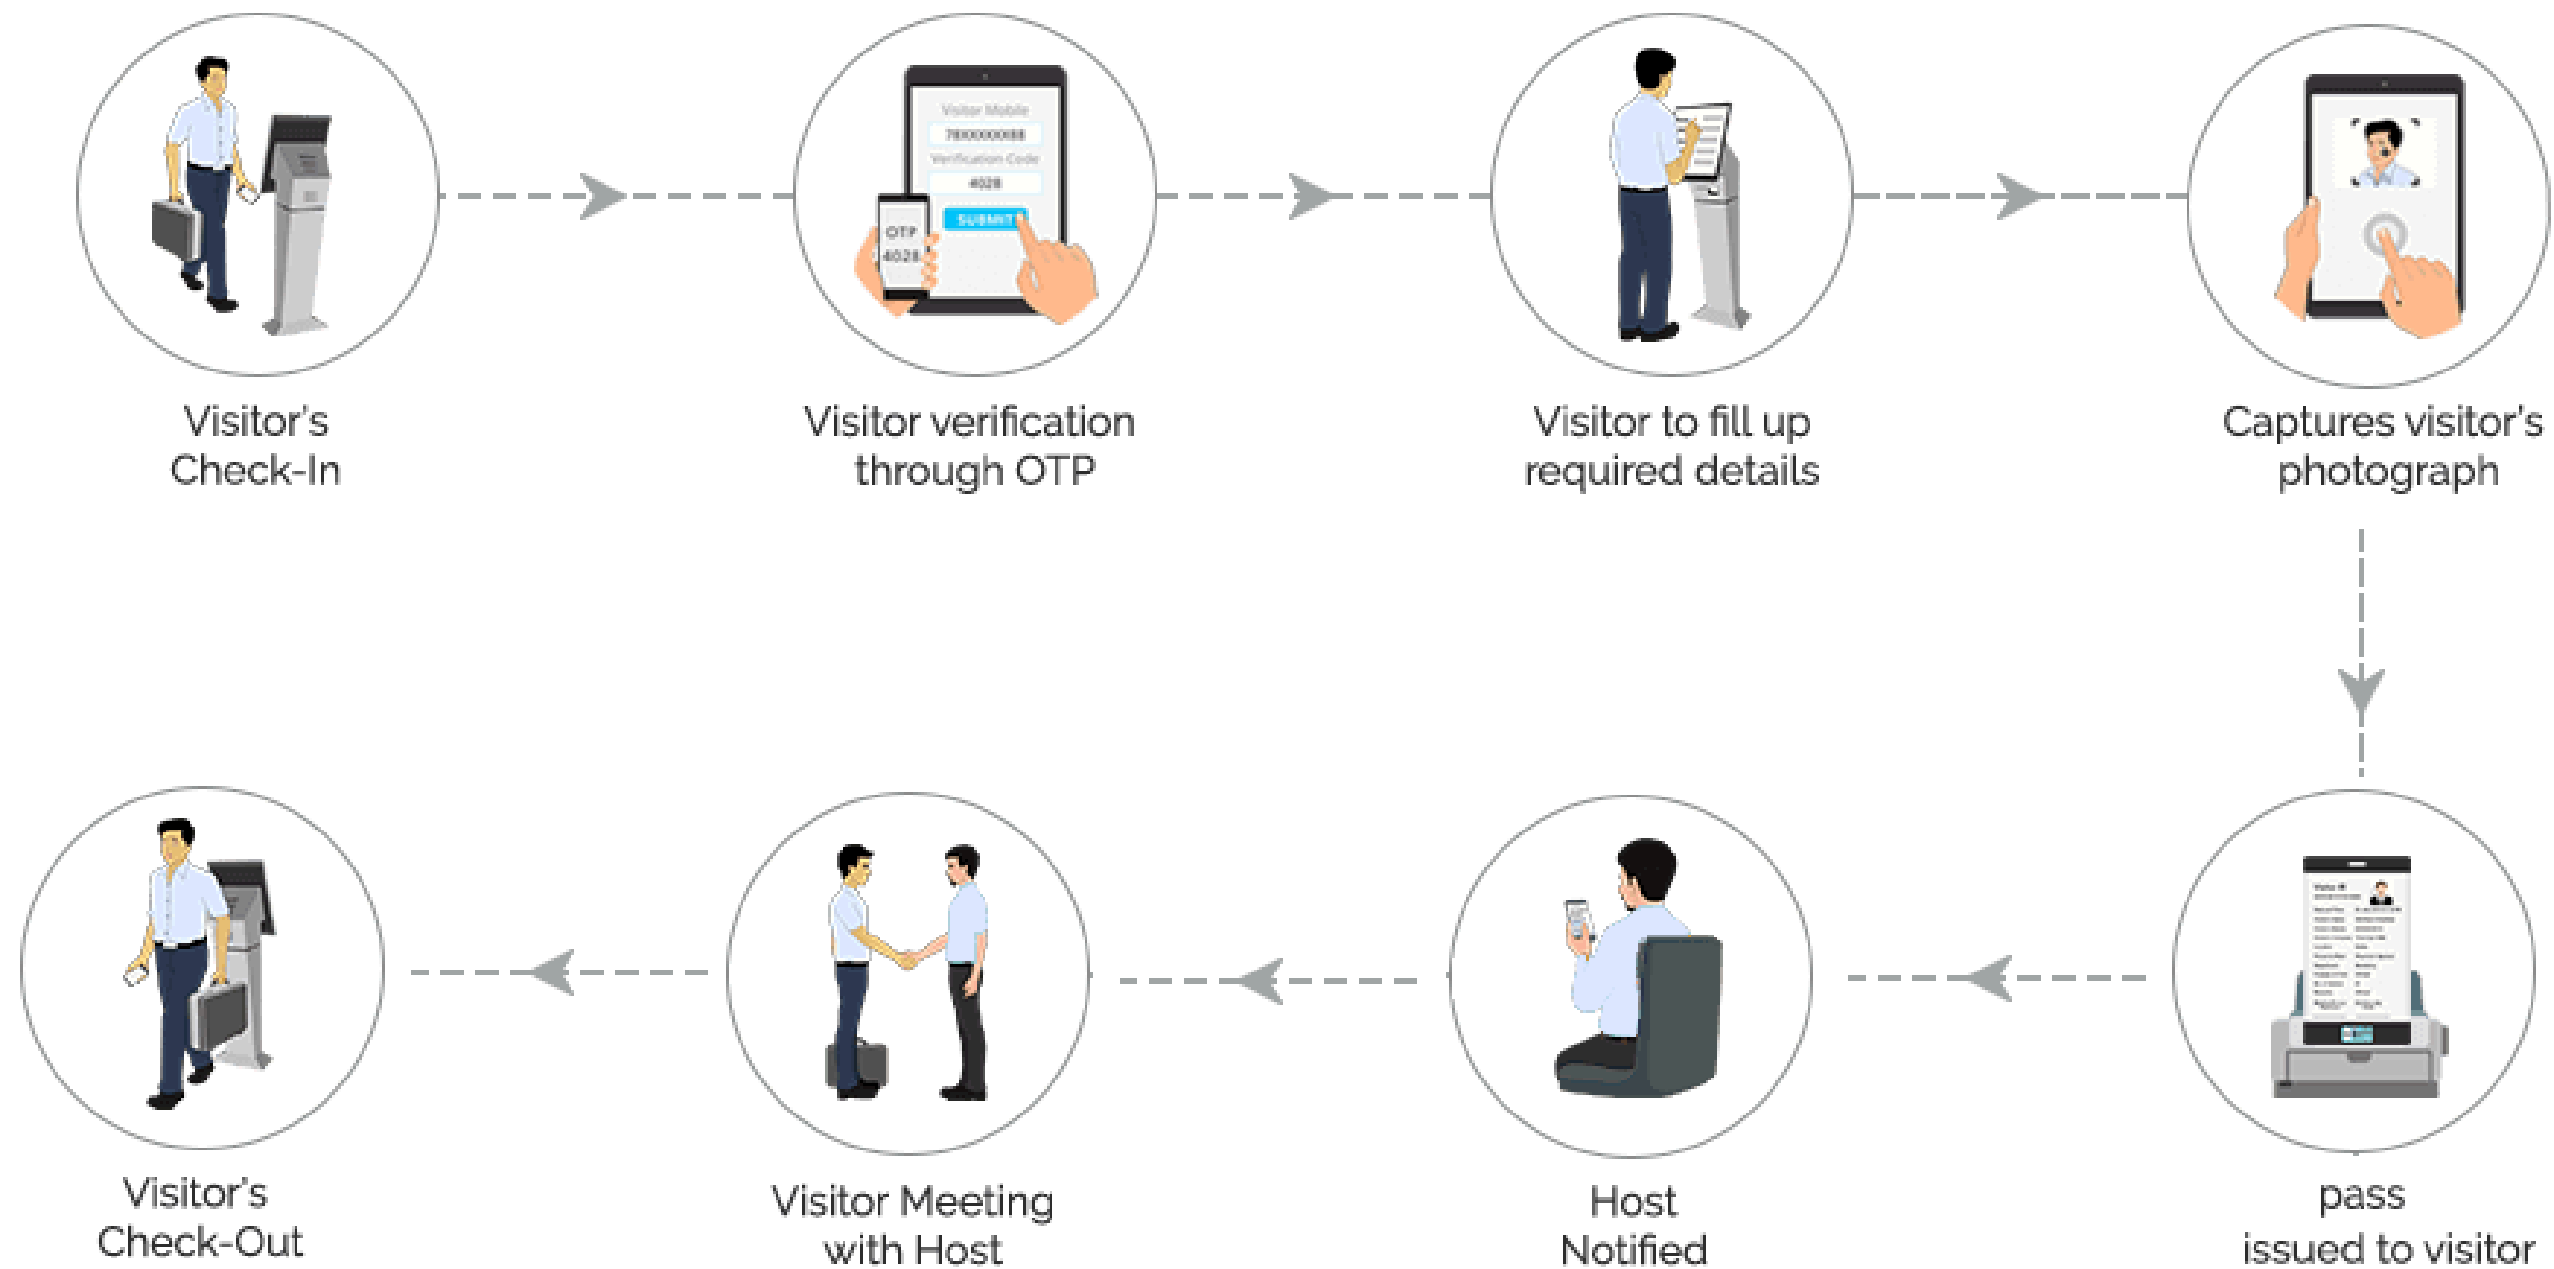 Visitor's
Check-In
Visitor Mobile
78XXXXXX88
Verification Code
4028
SUBMIT
OTP
4028
Visitor verification
through OTP
Visitor to fill up
required details
Captures visitor's
photograph
pass
issued to visitor
Host
Notified
Visitor Meeting
with Host
Visitor's
Check-Out